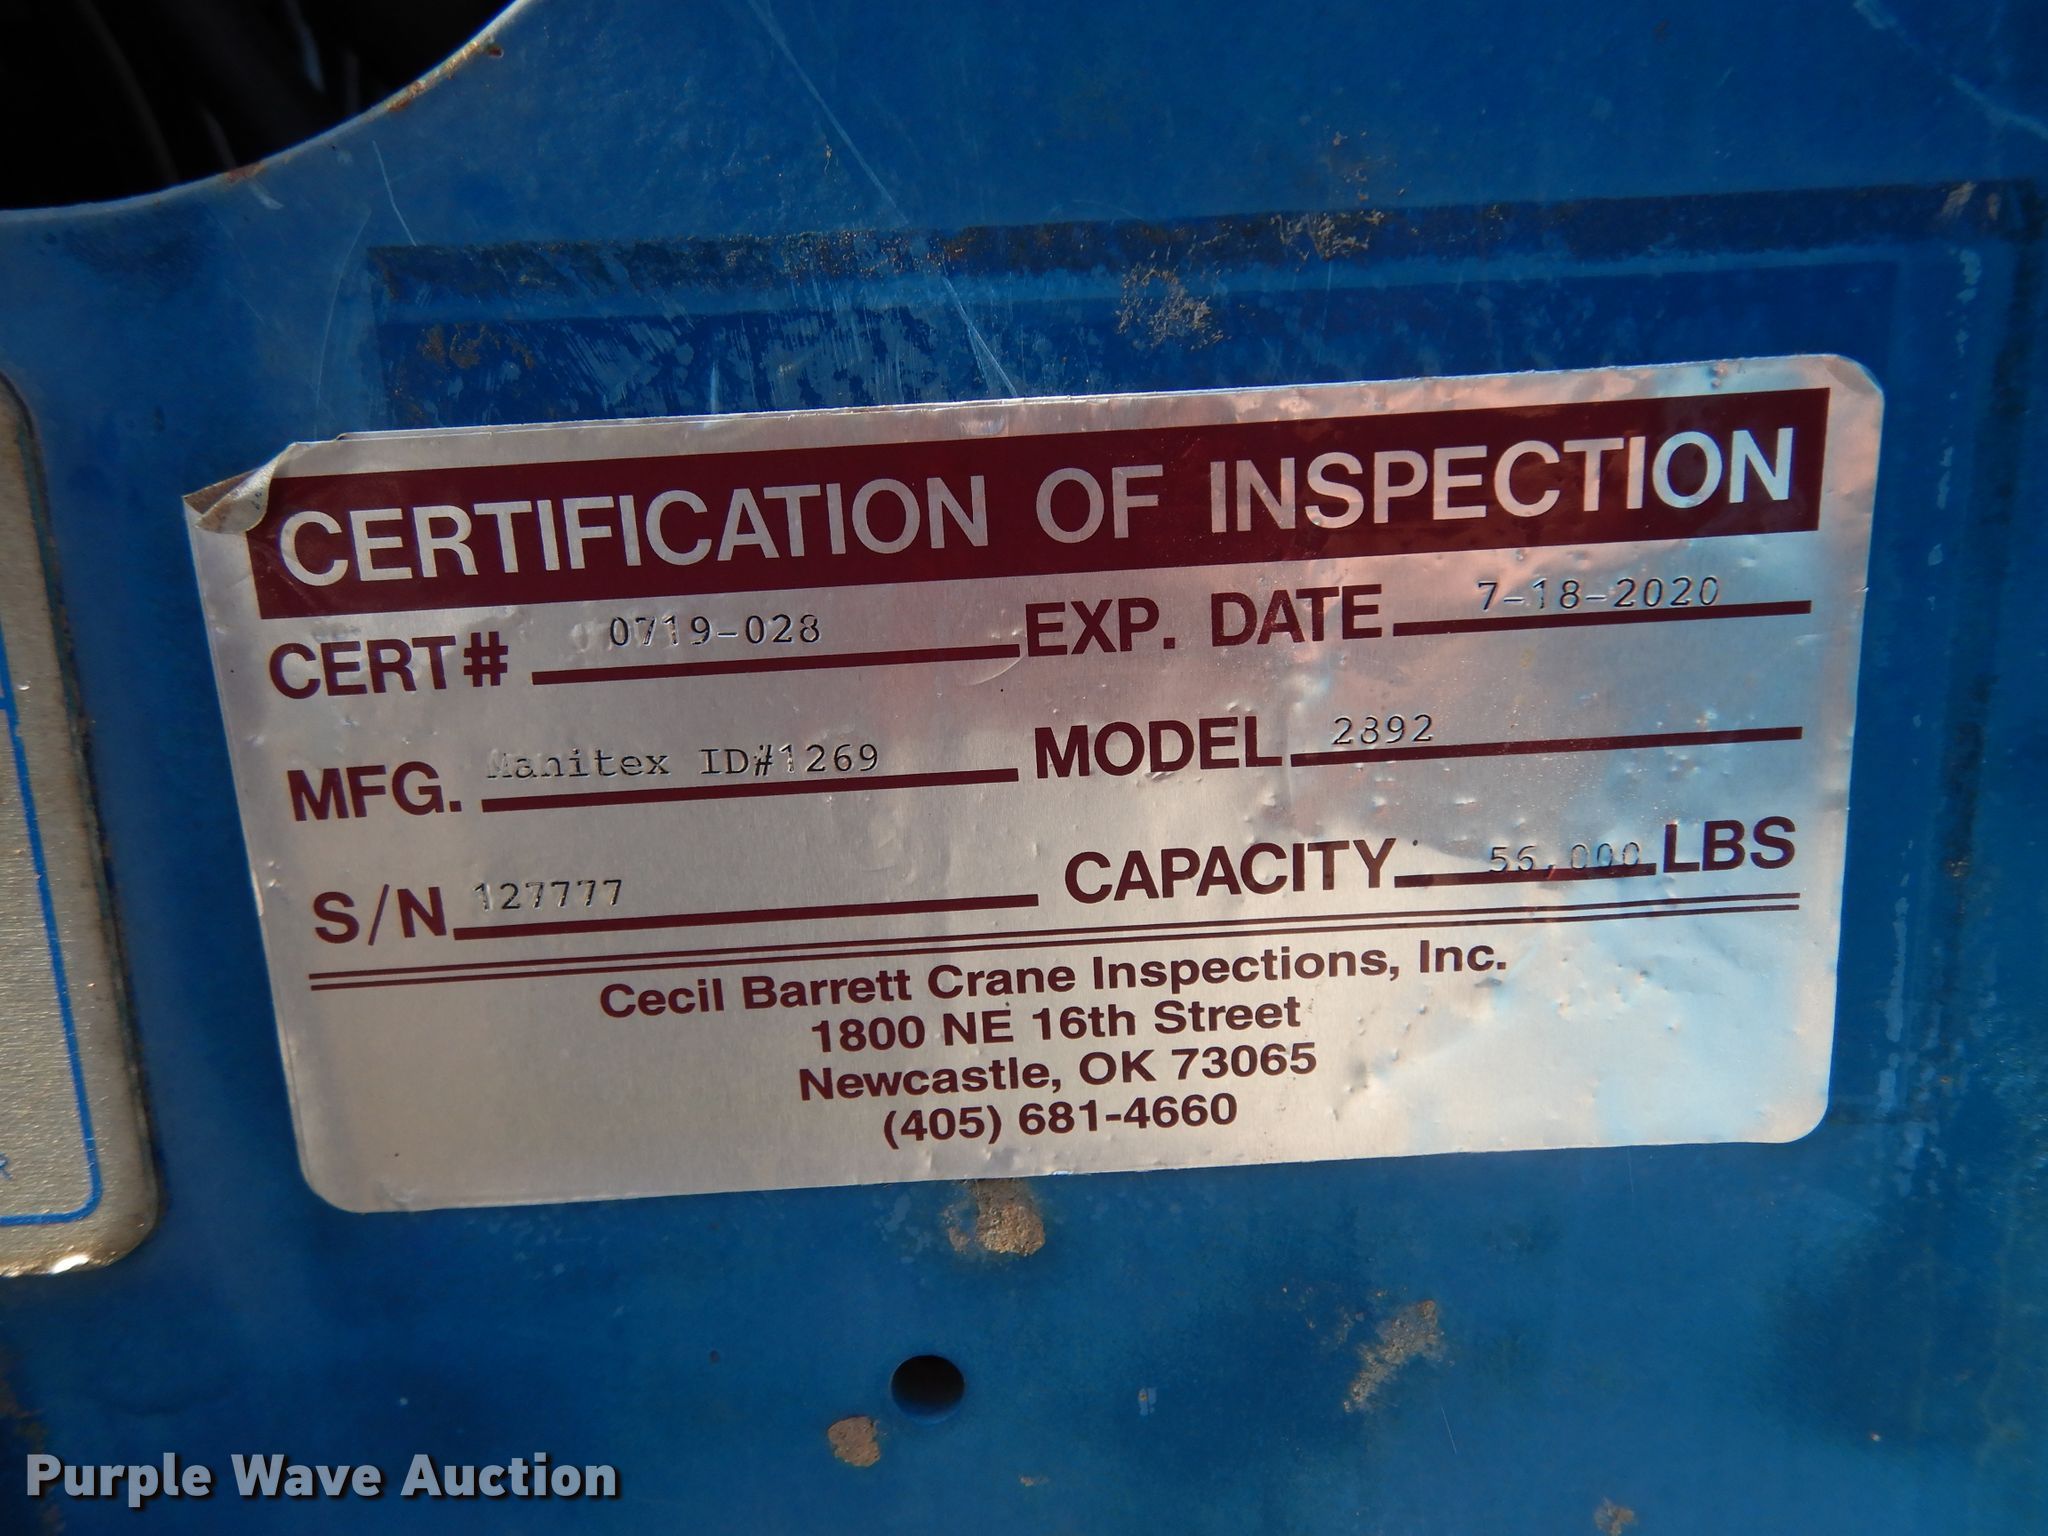 CERTIFICATION OF INSPECTION
CERT# 0719-028 EXP. DATE 7-18-2020
MFG. Manitex ID#1269 MODEL 2892
S/N 127777 CAPACITY 56,000 LBS
Cecil Barrett Crane Inspections, Inc.
1800 NE 16th Street
Newcastle, OK 73065
(405) 681-4660
R
Purple Wave Auction